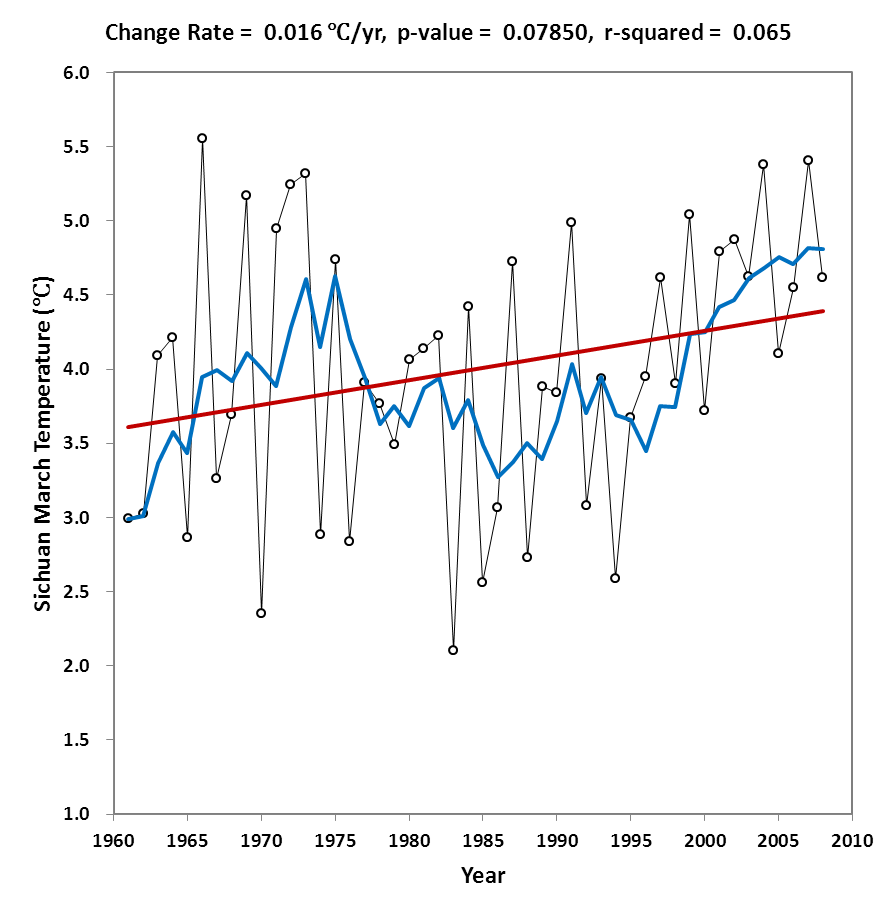 Change Rate = 0.016 ℃/yr, p-value = 0.07850, r-squared = 0.065
6.0
5.5
5.0
4.5
4.0
3.5
3.0
2.5
2.0
1.5
1.0
Sichuan March Temperature (℃)
1960 1965 1970 1975 1980 1985 1990 1995 2000 2005 2010
Year